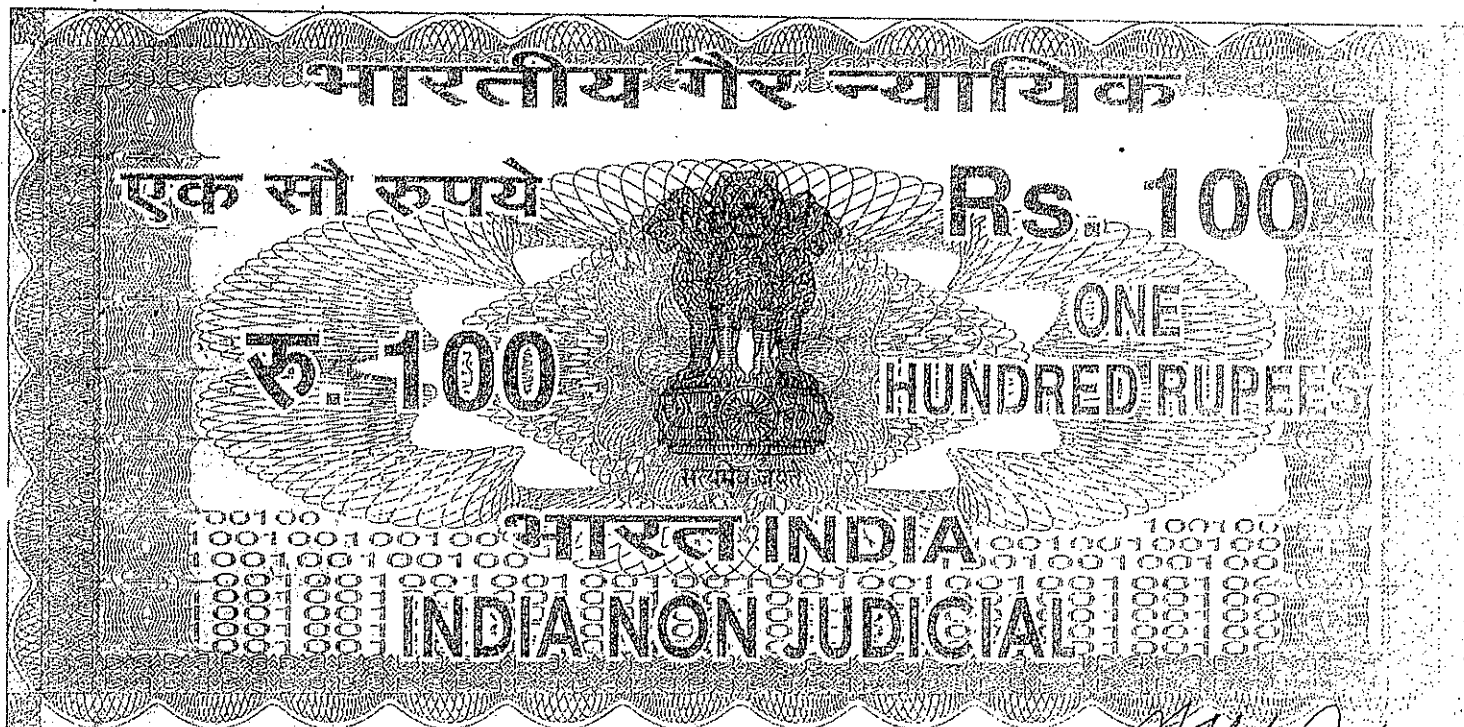 भारतीय गैर न्यायिक
एक सौ रुपये
Rs. 100
रु. 100
ONE
HUNDRED RUPEES
सत्यमेव जयते
भारत INDIA
INDIA NON JUDICIAL